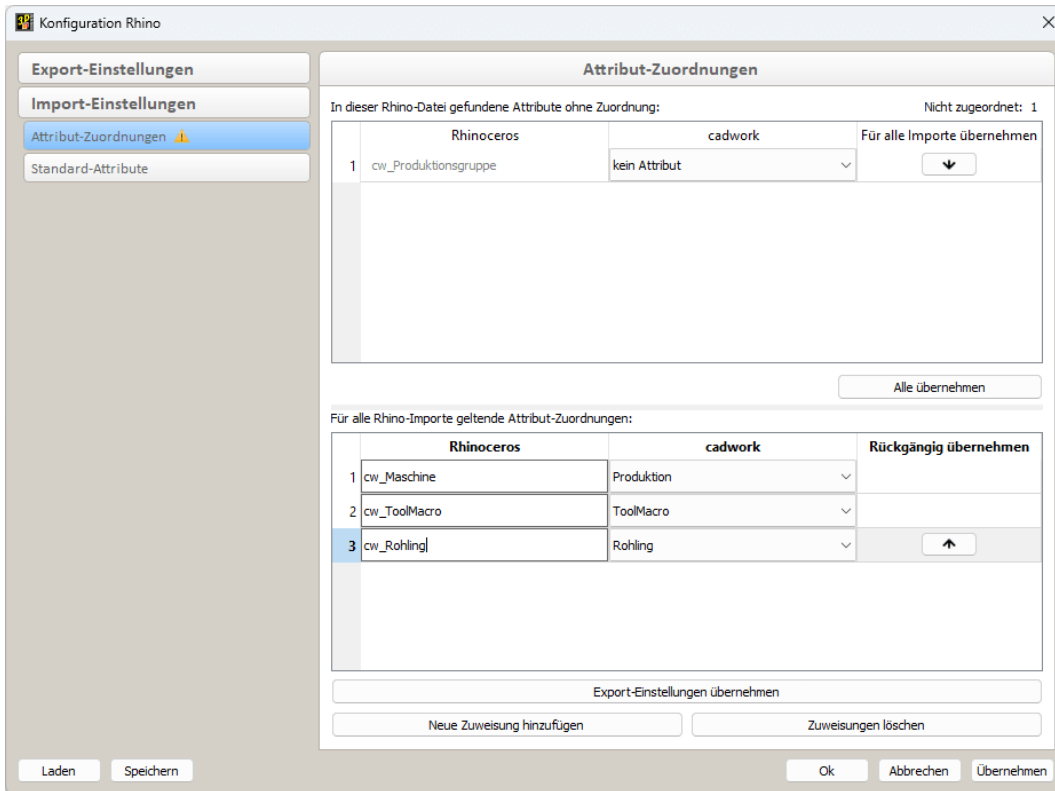 Konfiguration Rhino
Export-Einstellungen
Import-Einstellungen
Attribut-Zuordnungen
Standard-Attribute
Attribut-Zuordnungen
In dieser Rhino-Datei gefundene Attribute ohne Zuordnung: Nicht zugeordnet: 1
Rhinoceros cadwork Für alle Importe übernehmen
1 cw_Produktionsgruppe kein Attribut
Alle übernehmen
Für alle Rhino-Importe geltende Attribut-Zuordnungen:
Rhinoceros cadwork Rückgängig übernehmen
1 cw_Maschine Produktion
2 cw_ToolMacro ToolMacro
3 cw_Rohling Rohling
Export-Einstellungen übernehmen
Neue Zuweisung hinzufügen Zuweisungen löschen
Laden Speichern Ok Abbrechen Übernehmen